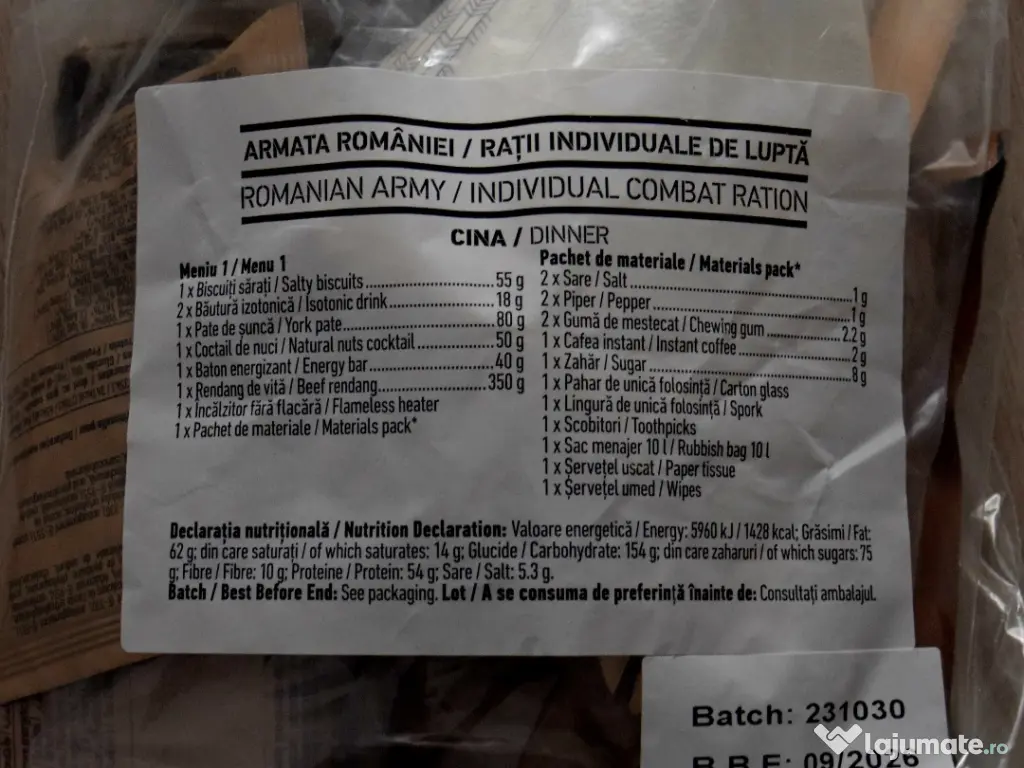 ARMATA ROMÂNIEI / RAȚII INDIVIDUALE DE LUPTĂ
ROMANIAN ARMY / INDIVIDUAL COMBAT RATION
CINA / DINNER
Meniu 1 / Menu 1
1 x Biscuiți sărați / Salty biscuits..........55 g
2 x Băutură izotonică / Isotonic drink..........18 g
1 x Pate de șuncă / York pate..........80 g
1 x Coctail de nuci / Natural nuts cocktail..........50 g
1 x Baton energizant / Energy bar..........40 g
1 x Rendang de vită / Beef rendang..........350 g
1 x Încălzitor fără flacără / Flameless heater
1 x Pachet de materiale / Materials pack*
Pachet de materiale / Materials pack*
2 x Sare / Salt..........1 g
2 x Piper / Pepper..........1 g
2 x Gumă de mestecat / Chewing gum..........2.2 g
1 x Cafea instant / Instant coffee..........2 g
1 x Zahăr / Sugar..........8 g
1 x Pahar de unică folosință / Carton glass
1 x Lingură de unică folosință / Spork
1 x Scobitori / Toothpicks
1 x Sac menajer 10 l / Rubbish bag 10 l
1 x Șervețel uscat / Paper tissue
1 x Șervețel umed / Wipes
Declarația nutrițională / Nutrition Declaration: Valoare energetică / Energy: 5960 kJ / 1428 kcal; Grăsimi / Fat:
62 g; din care saturați / of which saturates: 14 g; Glucide / Carbohydrate: 154 g; din care zaharuri / of which sugars: 75
g; Fibre / Fibre: 10 g; Proteine / Protein: 54 g; Sare / Salt: 5.3 g.
Batch / Best Before End: See packaging. Lot / A se consuma de preferință înainte de: Consultați ambalajul.
Batch: 231030
B.B.E: 09/2026
lajumate.ro